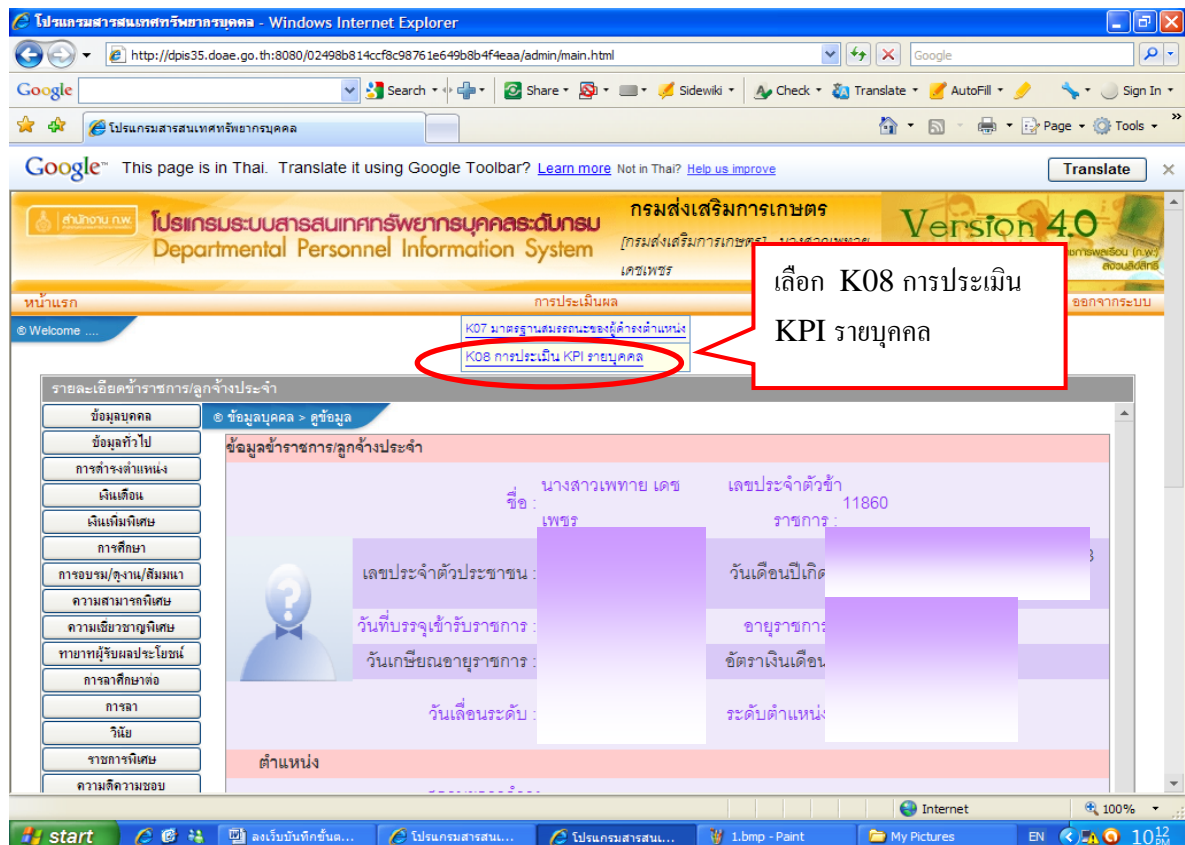 โปรแกรมสารสนเทศทรัพยากรบุคคล - Windows Internet Explorer
http://dpis35.doae.go.th:8080/02498b814ccf8c98761e649b8b4f4eaa/admin/main.html
Google
Google
Search
Share
Sidewiki
Check
Translate
AutoFill
Sign In
โปรแกรมสารสนเทศทรัพยากรบุคคล
Page
Tools
Google This page is in Thai. Translate it using Google Toolbar? Learn more Not in Thai? Help us improve
Translate
สำนักงาน ก.พ.
โปรแกรมระบบสารสนเทศทรัพยากรบุคคลระดับกรม
Departmental Personnel Information System
กรมส่งเสริมการเกษตร
[กรมส่งเสริมการเกษตร] นางสาวเพทาย
เดชเพชร
Version 4.0
หน้าแรก
การประเมินผล
ออกจากระบบ
Welcome ....
K07 มาตรฐานสมรรถนะของผู้ดำรงตำแหน่ง
K08 การประเมิน KPI รายบุคคล
เลือก K08 การประเมิน
KPI รายบุคคล
รายละเอียดข้าราชการ/ลูกจ้างประจำ
ข้อมูลบุคคล
ข้อมูลทั่วไป
การดำรงตำแหน่ง
เงินเดือน
เงินเพิ่มพิเศษ
การศึกษา
การอบรม/ดูงาน/สัมมนา
ความสามารถพิเศษ
ความเชี่ยวชาญพิเศษ
ทายาทผู้รับผลประโยชน์
การลาศึกษาต่อ
การลา
วินัย
ราชการพิเศษ
ความดีความชอบ
ข้อมูลบุคคล > ดูข้อมูล
ข้อมูลข้าราชการ/ลูกจ้างประจำ
ชื่อ : นางสาวเพทาย เดช
เพชร
เลขประจำตัวข้า
ราชการ : 11860
เลขประจำตัวประชาชน :
วันเดือนปีเกิด
3
วันที่บรรจุเข้ารับราชการ :
อายุราชการ
วันเกษียณอายุราชการ :
อัตราเงินเดือน
วันเลื่อนระดับ :
ระดับตำแหน่ง
ตำแหน่ง
Internet
100%
start
ลงเว็บบันทึกขั้นต...
โปรแกรมสารสน...
โปรแกรมสารสน...
1.bmp - Paint
My Pictures
EN
10 12 PM